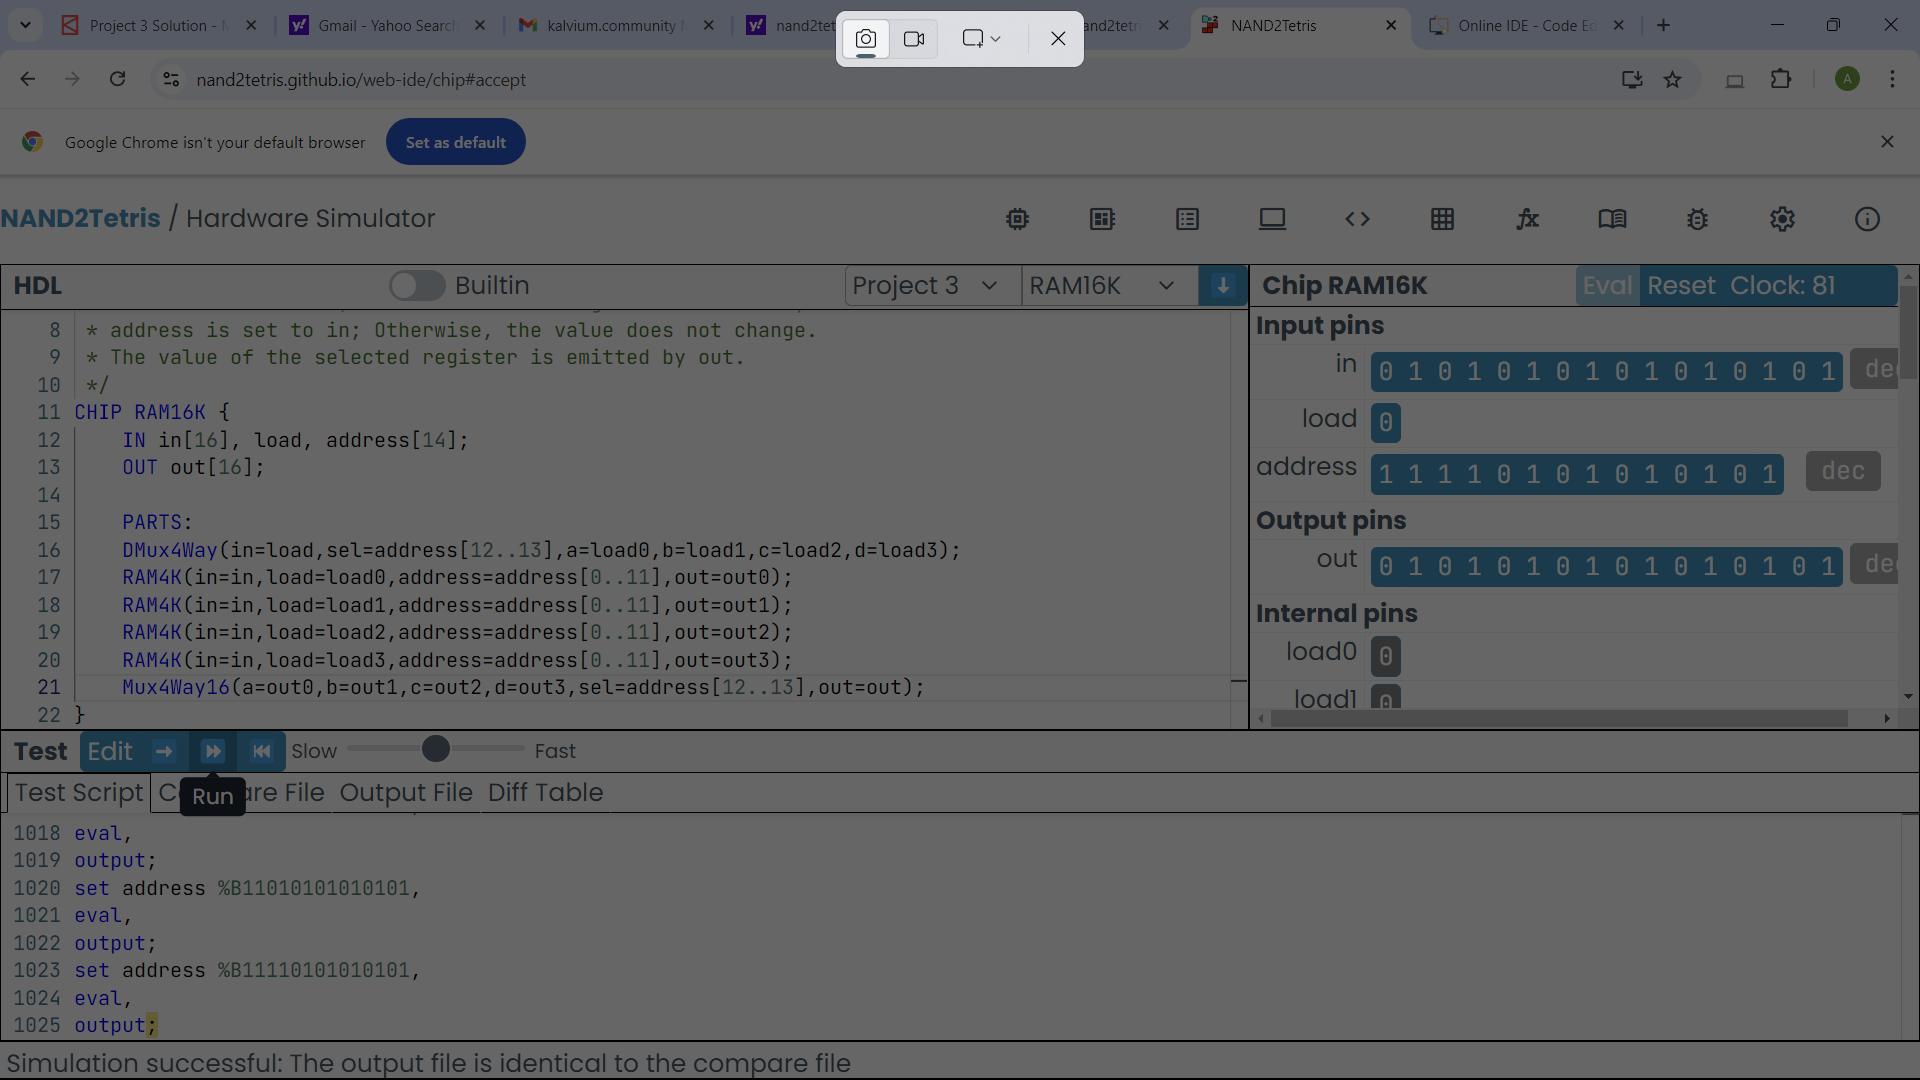 Project 3 Solution - N
Gmail - Yahoo Search
kalvium.community
nand2tet
and2tetri
NAND2Tetris
Online IDE - Code Ed
nand2tetris.github.io/web-ide/chip#accept
A
Google Chrome isn't your default browser
Set as default
NAND2Tetris / Hardware Simulator
HDL
Builtin
Project 3
RAM16K
8 * address is set to in; Otherwise, the value does not change.
9 * The value of the selected register is emitted by out.
10 */
11 CHIP RAM16K {
12 IN in[16], load, address[14];
13 OUT out[16];
14
15 PARTS:
16 DMux4Way(in=load,sel=address[12..13],a=load0,b=load1,c=load2,d=load3);
17 RAM4K(in=in,load=load0,address=address[0..11],out=out0);
18 RAM4K(in=in,load=load1,address=address[0..11],out=out1);
19 RAM4K(in=in,load=load2,address=address[0..11],out=out2);
20 RAM4K(in=in,load=load3,address=address[0..11],out=out3);
21 Mux4Way16(a=out0,b=out1,c=out2,d=out3,sel=address[12..13],out=out);
22 }
Chip RAM16K
Eval Reset Clock: 81
Input pins
in 0 1 0 1 0 1 0 1 0 1 0 1 0 1 0 1 dec
load 0
address 1 1 1 1 0 1 0 1 0 1 0 1 0 1 dec
Output pins
out 0 1 0 1 0 1 0 1 0 1 0 1 0 1 0 1 dec
Internal pins
load0 0
load1 0
Test Edit Slow Fast
Test Script C are File Output File Diff Table
Run
1018 eval,
1019 output;
1020 set address %B11010101010101,
1021 eval,
1022 output;
1023 set address %B11110101010101,
1024 eval,
1025 output;
Simulation successful: The output file is identical to the compare file